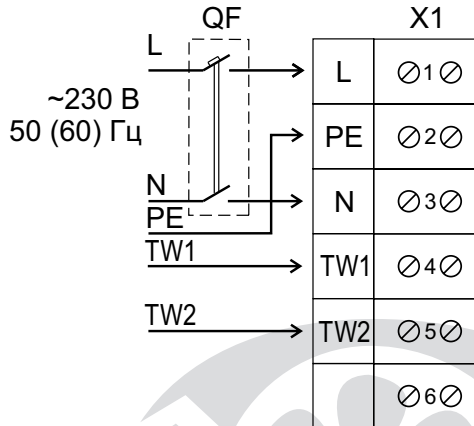 QF X1
L L 1
~230 В
50 (60) Гц
PE 2
N N 3
PE
TW1 TW1 4
TW2 TW2 5
6